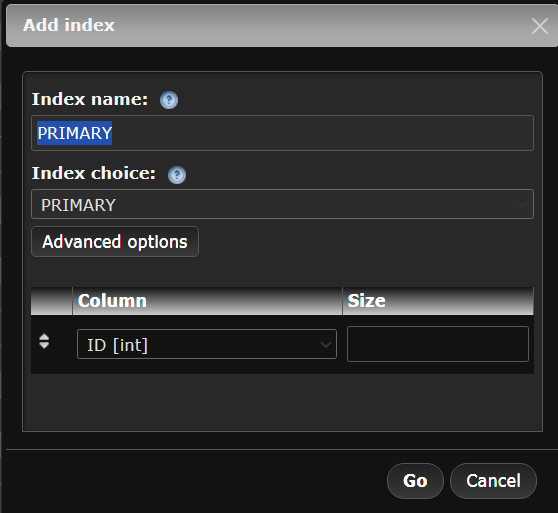 Add index
Index name:
PRIMARY
Index choice:
PRIMARY
Advanced options
Column Size
ID [int]
Go Cancel